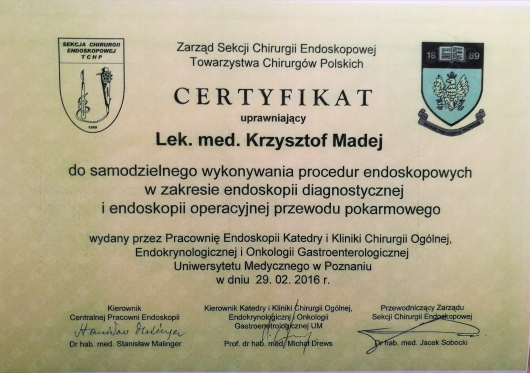 SEKCJA CHIRURGII
ENDOSKOPOWEJ
TCHP
1989
Zarząd Sekcji Chirurgii Endoskopowej
Towarzystwa Chirurgów Polskich
18 89
CERTYFIKAT
uprawniający
Lek. med. Krzysztof Madej
do samodzielnego wykonywania procedur endoskopowych
w zakresie endoskopii diagnostycznej
i endoskopii operacyjnej przewodu pokarmowego
wydany przez Pracownię Endoskopii Katedry i Kliniki Chirurgii Ogólnej,
Endokrynologicznej i Onkologii Gastroenterologicznej
Uniwersytetu Medycznego w Poznaniu
w dniu 29. 02. 2016 r.
Kierownik
Centralnej Pracowni Endoskopii
Dr hab. med. Stanisław Malinger
Kierownik Katedry i Kliniki Chirurgii Ogólnej,
Endokrynologicznej i Onkologii
Gastroenterologicznej UM
Prof. dr hab. med. Michał Drews
Przewodniczący Zarządu
Sekcji Chirurgii Endoskopowej
Dr hab. med. Jacek Sobocki